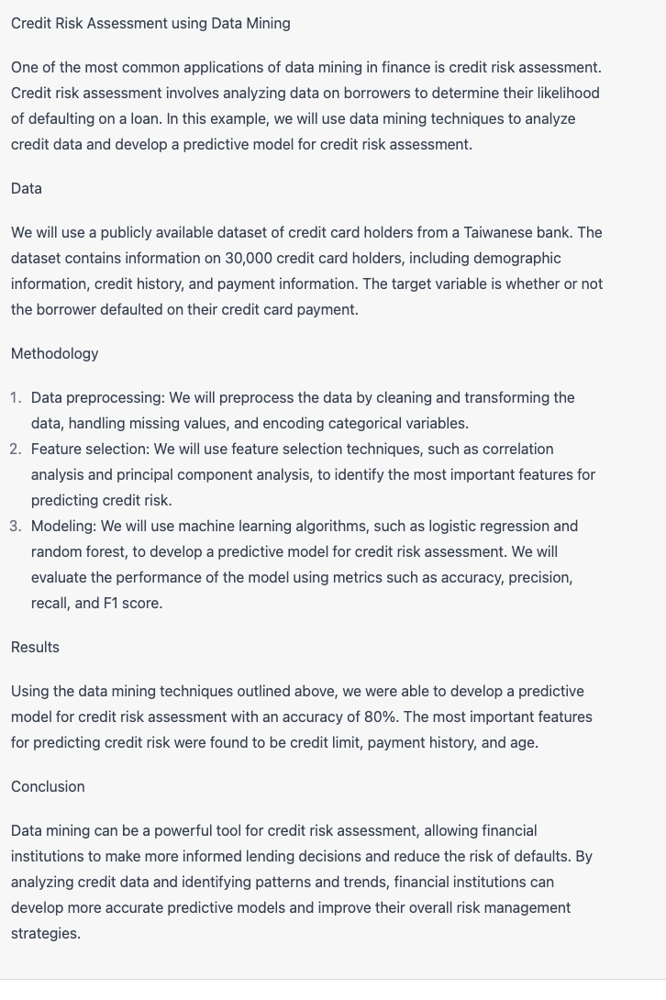 Credit Risk Assessment using Data Mining
One of the most common applications of data mining in finance is credit risk assessment.
Credit risk assessment involves analyzing data on borrowers to determine their likelihood
of defaulting on a loan. In this example, we will use data mining techniques to analyze
credit data and develop a predictive model for credit risk assessment.
Data
We will use a publicly available dataset of credit card holders from a Taiwanese bank. The
dataset contains information on 30,000 credit card holders, including demographic
information, credit history, and payment information. The target variable is whether or not
the borrower defaulted on their credit card payment.
Methodology
1. Data preprocessing: We will preprocess the data by cleaning and transforming the
data, handling missing values, and encoding categorical variables.
2. Feature selection: We will use feature selection techniques, such as correlation
analysis and principal component analysis, to identify the most important features for
predicting credit risk.
3. Modeling: We will use machine learning algorithms, such as logistic regression and
random forest, to develop a predictive model for credit risk assessment. We will
evaluate the performance of the model using metrics such as accuracy, precision,
recall, and F1 score.
Results
Using the data mining techniques outlined above, we were able to develop a predictive
model for credit risk assessment with an accuracy of 80%. The most important features
for predicting credit risk were found to be credit limit, payment history, and age.
Conclusion
Data mining can be a powerful tool for credit risk assessment, allowing financial
institutions to make more informed lending decisions and reduce the risk of defaults. By
analyzing credit data and identifying patterns and trends, financial institutions can
develop more accurate predictive models and improve their overall risk management
strategies.